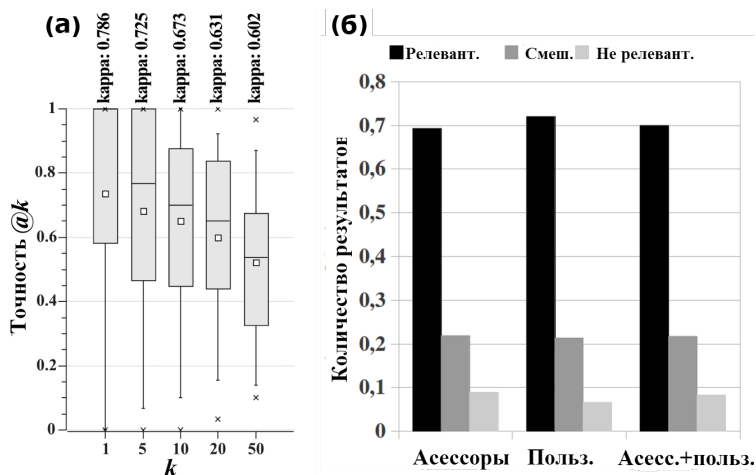 (а)
kappa: 0.786
kappa: 0.725
kappa: 0.673
kappa: 0.631
kappa: 0.602
Точность @k
1
0.8
0.6
0.4
0.2
0
1 5 10 20 50
k
(б)
Релевант. Смеш. Не релевант.
Количество результатов
0,8
0,7
0,6
0,5
0,4
0,3
0,2
0,1
0
Асессоры Польз. Асесс.+польз.